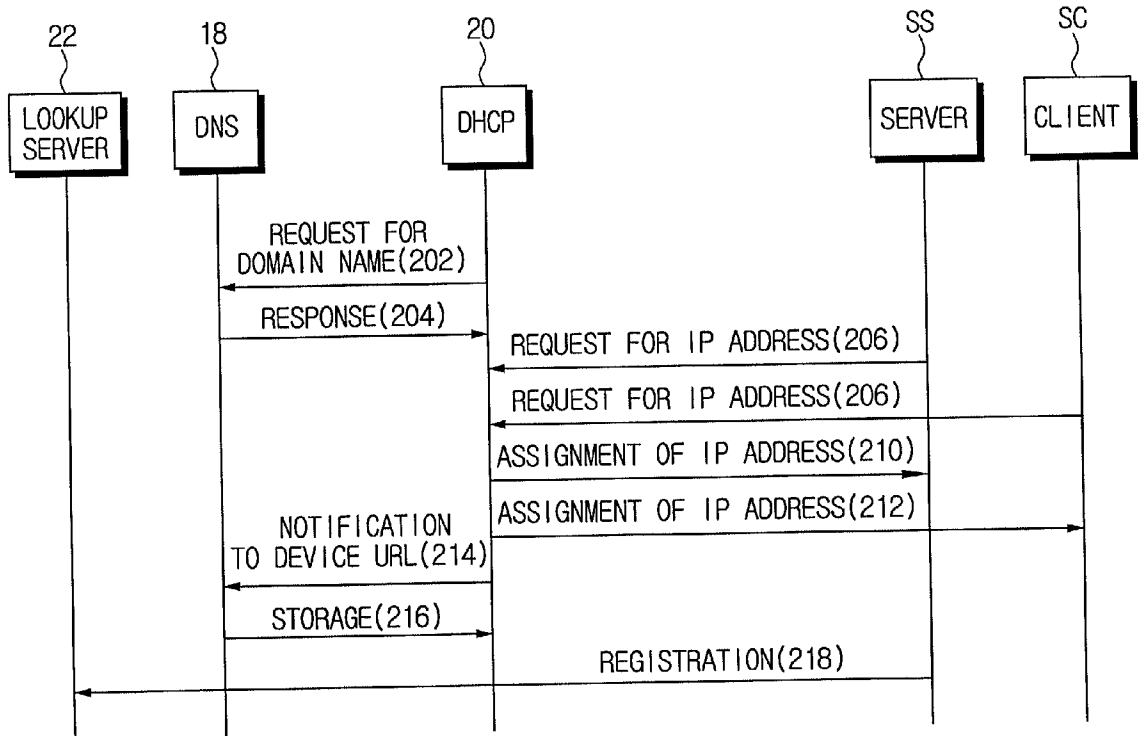 22
18
20
SS
SC
LOOKUP
SERVER
DNS
DHCP
SERVER
CLIENT
REQUEST FOR
DOMAIN NAME(202)
RESPONSE(204)
REQUEST FOR IP ADDRESS(206)
REQUEST FOR IP ADDRESS(206)
ASSIGNMENT OF IP ADDRESS(210)
ASSIGNMENT OF IP ADDRESS(212)
NOTIFICATION
TO DEVICE URL(214)
STORAGE(216)
REGISTRATION(218)